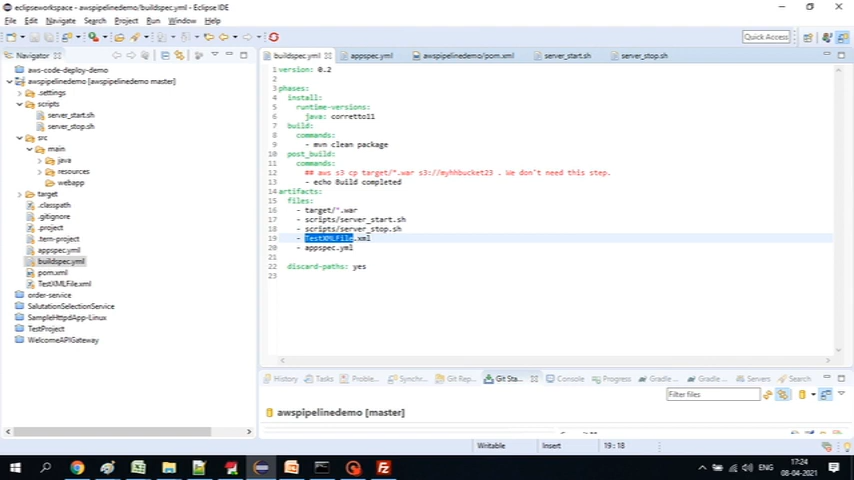 eclipseworkspace - awspipelinedemo/buildspec.yml - Eclipse IDE
File Edit Navigate Search Project Run Window Help
Quick Access
Navigator
buildspec.yml
appspec.yml
awspipelinedemo/pom.xml
server_start.sh
server_stop.sh
aws-code-deploy-demo
awspipelinedemo [awspipelinedemo master]
.settings
scripts
server_start.sh
server_stop.sh
src
main
java
resources
webapp
target
.classpath
.gitignore
.project
.tern-project
appspec.yml
buildspec.yml
pom.xml
TestXMLFile.xml
order-service
SalutationSelectionService
SampleHttpdApp-Linux
TestProject
WelcomeAPIGateway
1 version: 0.2
2
3 phases:
4 install:
5 runtime-versions:
6 java: corretto11
7 build:
8 commands:
9 - mvn clean package
10 post_build:
11 commands:
12 ## aws s3 cp target/*.war s3://myhhbucket23 . We don't need this step.
13 - echo Build completed
14 artifacts:
15 files:
16 - target/*.war
17 - scripts/server_start.sh
18 - scripts/server_stop.sh
19 - TestXMLFile.xml
20 - appspec.yml
21
22 discard-paths: yes
23
History Tasks Proble... Synchr... Git Rep... Git Sta... Console Progress Gradle ... Gradle ... Servers Search
Filter files
awspipelinedemo [master]
Writable Insert 19 : 18
ENG
17:24
08-04-2021